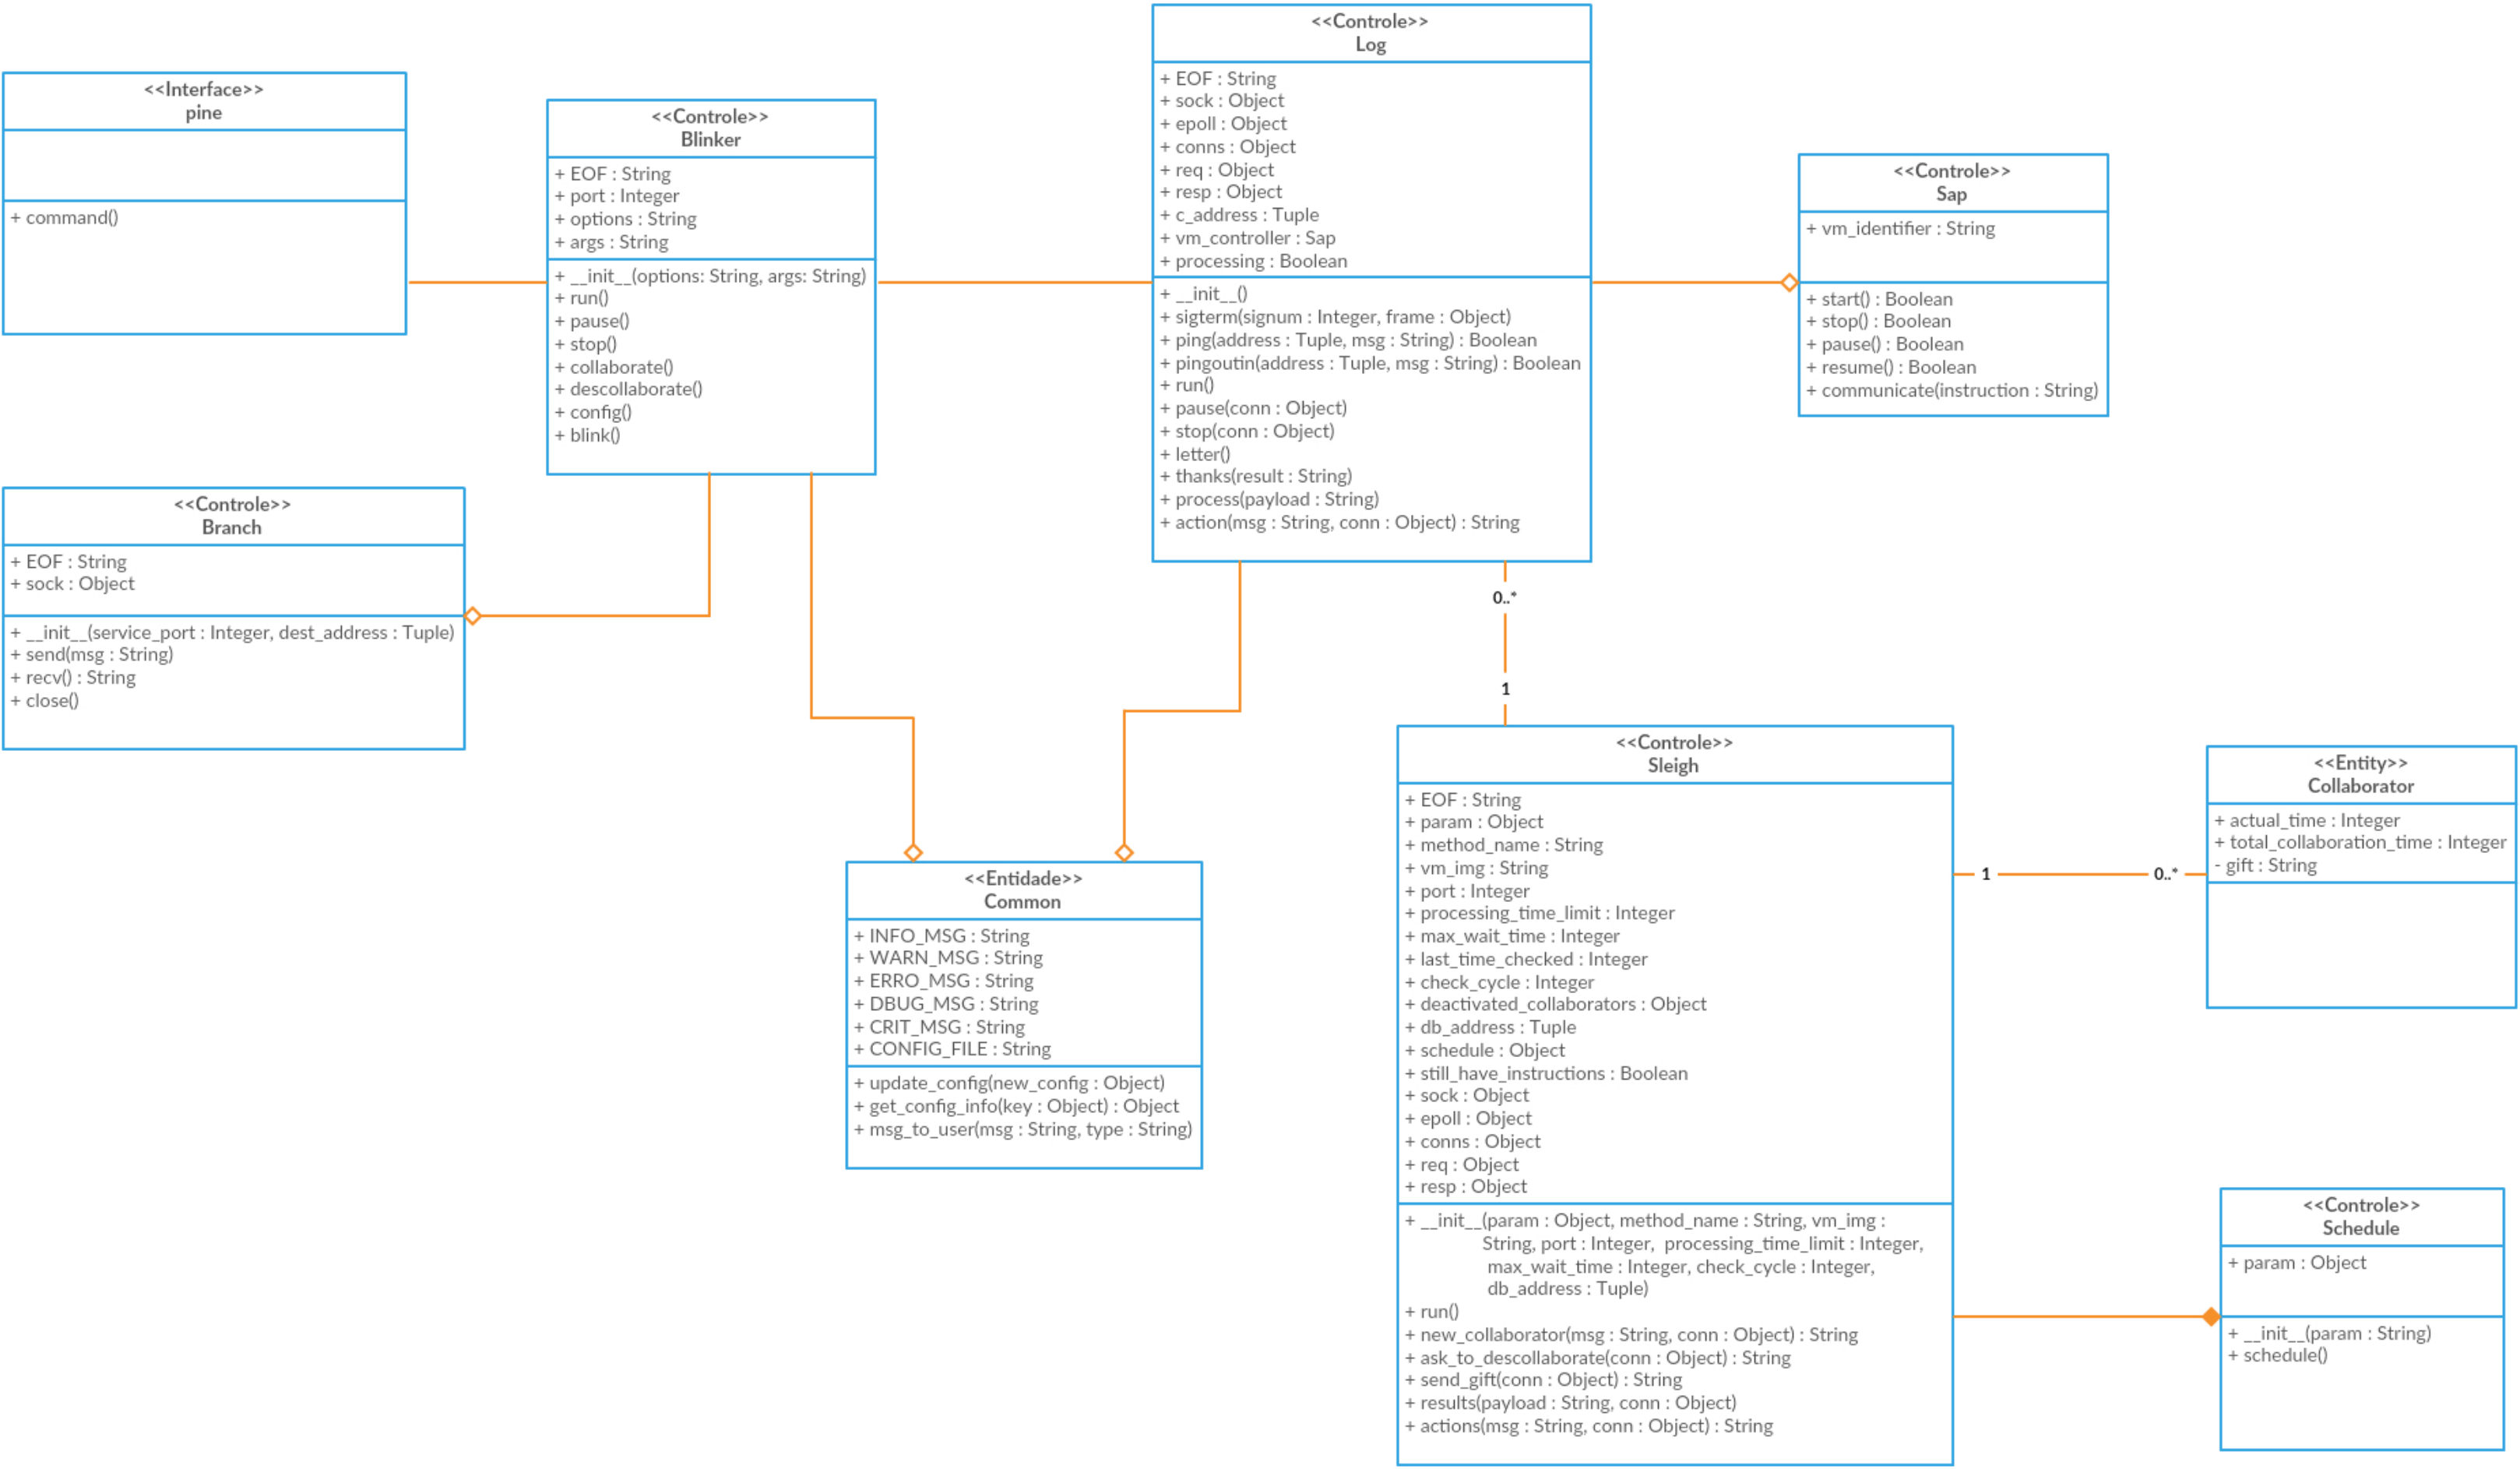 <<Interface>>
pine
+ command()
<<Controle>>
Blinker
+ EOF : String
+ port : Integer
+ options : String
+ args : String
+ __init__(options: String, args: String)
+ run()
+ pause()
+ stop()
+ collaborate()
+ descollaborate()
+ config()
+ blink()
<<Controle>>
Log
+ EOF : String
+ sock : Object
+ epoll : Object
+ conns : Object
+ req : Object
+ resp : Object
+ c_address : Tuple
+ vm_controller : Sap
+ processing : Boolean
+ __init__()
+ sigterm(signum : Integer, frame : Object)
+ ping(address : Tuple, msg : String) : Boolean
+ pingoutin(address : Tuple, msg : String) : Boolean
+ run()
+ pause(conn : Object)
+ stop(conn : Object)
+ letter()
+ thanks(result : String)
+ process(payload : String)
+ action(msg : String, conn : Object) : String
<<Controle>>
Sap
+ vm_identifier : String
+ start() : Boolean
+ stop() : Boolean
+ pause() : Boolean
+ resume() : Boolean
+ communicate(instruction : String)
<<Controle>>
Branch
+ EOF : String
+ sock : Object
+ __init__(service_port : Integer, dest_address : Tuple)
+ send(msg : String)
+ recv() : String
+ close()
0..*
1
<<Entidade>>
Common
+ INFO_MSG : String
+ WARN_MSG : String
+ ERRO_MSG : String
+ DBUG_MSG : String
+ CRIT_MSG : String
+ CONFIG_FILE : String
+ update_config(new_config : Object)
+ get_config_info(key : Object) : Object
+ msg_to_user(msg : String, type : String)
<<Controle>>
Sleigh
+ EOF : String
+ param : Object
+ method_name : String
+ vm_img : String
+ port : Integer
+ processing_time_limit : Integer
+ max_wait_time : Integer
+ last_time_checked : Integer
+ check_cycle : Integer
+ deactivated_collaborators : Object
+ db_address : Tuple
+ schedule : Object
+ still_have_instructions : Boolean
+ sock : Object
+ epoll : Object
+ conns : Object
+ req : Object
+ resp : Object
+ __init__(param : Object, method_name : String, vm_img :
String, port : Integer, processing_time_limit : Integer,
max_wait_time : Integer, check_cycle : Integer,
db_address : Tuple)
+ run()
+ new_collaborator(msg : String, conn : Object) : String
+ ask_to_descollaborate(conn : Object) : String
+ send_gift(conn : Object) : String
+ results(payload : String, conn : Object)
+ actions(msg : String, conn : Object) : String
1
0..*
<<Entity>>
Collaborator
+ actual_time : Integer
+ total_collaboration_time : Integer
- gift : String
<<Controle>>
Schedule
+ param : Object
+ __init__(param : String)
+ schedule()